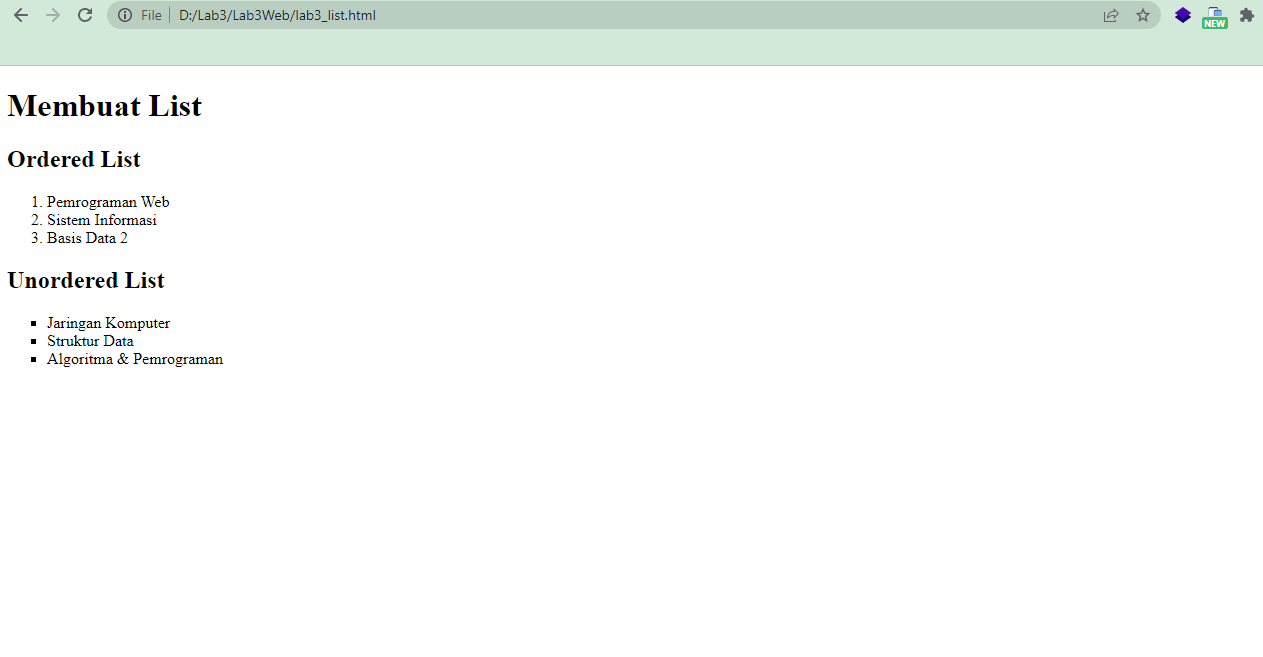 File D:/Lab3/Lab3Web/lab3_list.html
NEW
Membuat List
Ordered List
1. Pemrograman Web
2. Sistem Informasi
3. Basis Data 2
Unordered List
▪ Jaringan Komputer
▪ Struktur Data
▪ Algoritma & Pemrograman